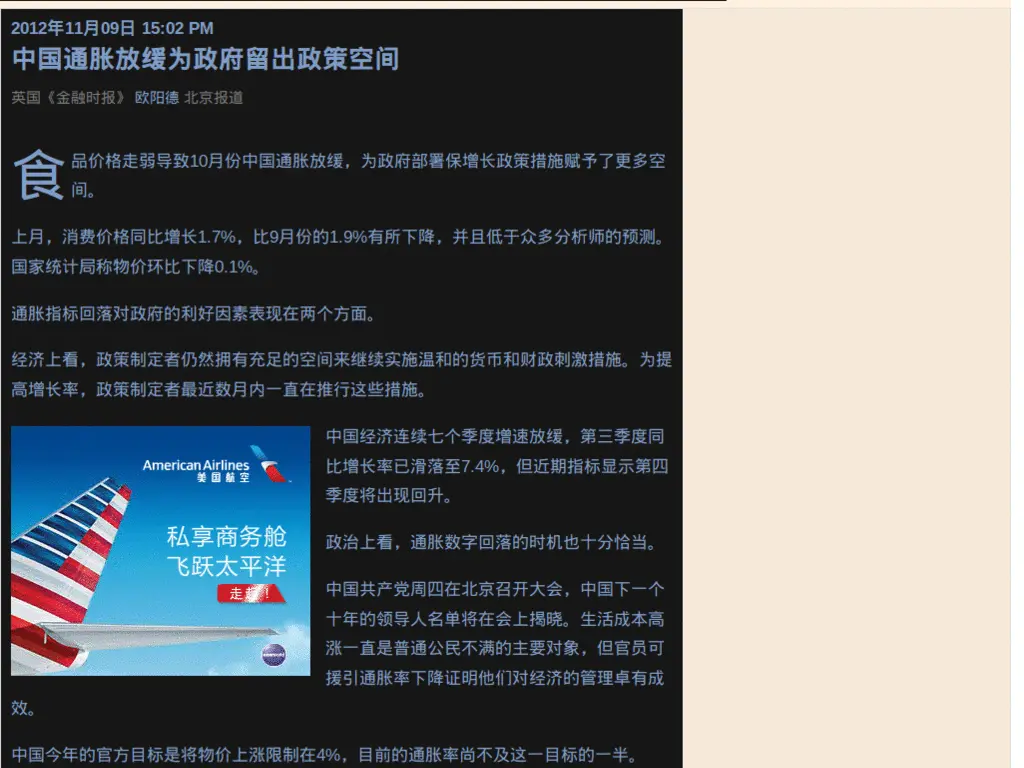 2012年11月09日 15:02 PM
中国通胀放缓为政府留出政策空间
英国《金融时报》 欧阳德 北京报道
食品价格走弱导致10月份中国通胀放缓，为政府部署保增长政策措施赋予了更多空
间。
上月，消费价格同比增长1.7%，比9月份的1.9%有所下降，并且低于众多分析师的预测。
国家统计局称物价环比下降0.1%。
通胀指标回落对政府的利好因素表现在两个方面。
经济上看，政策制定者仍然拥有充足的空间来继续实施温和的货币和财政刺激措施。为提
高增长率，政策制定者最近数月内一直在推行这些措施。
American Airlines
美国航空
私享商务舱
飞跃太平洋
中国经济连续七个季度增速放缓，第三季度同
比增长率已滑落至7.4%，但近期指标显示第四
季度将出现回升。
政治上看，通胀数字回落的时机也十分恰当。
中国共产党周四在北京召开大会，中国下一个
十年的领导人名单将在会上揭晓。生活成本高
涨一直是普通公民不满的主要对象，但官员可
援引通胀率下降证明他们对经济的管理卓有成
效。
中国今年的官方目标是将物价上涨限制在4%，目前的通胀率尚不及这一目标的一半。